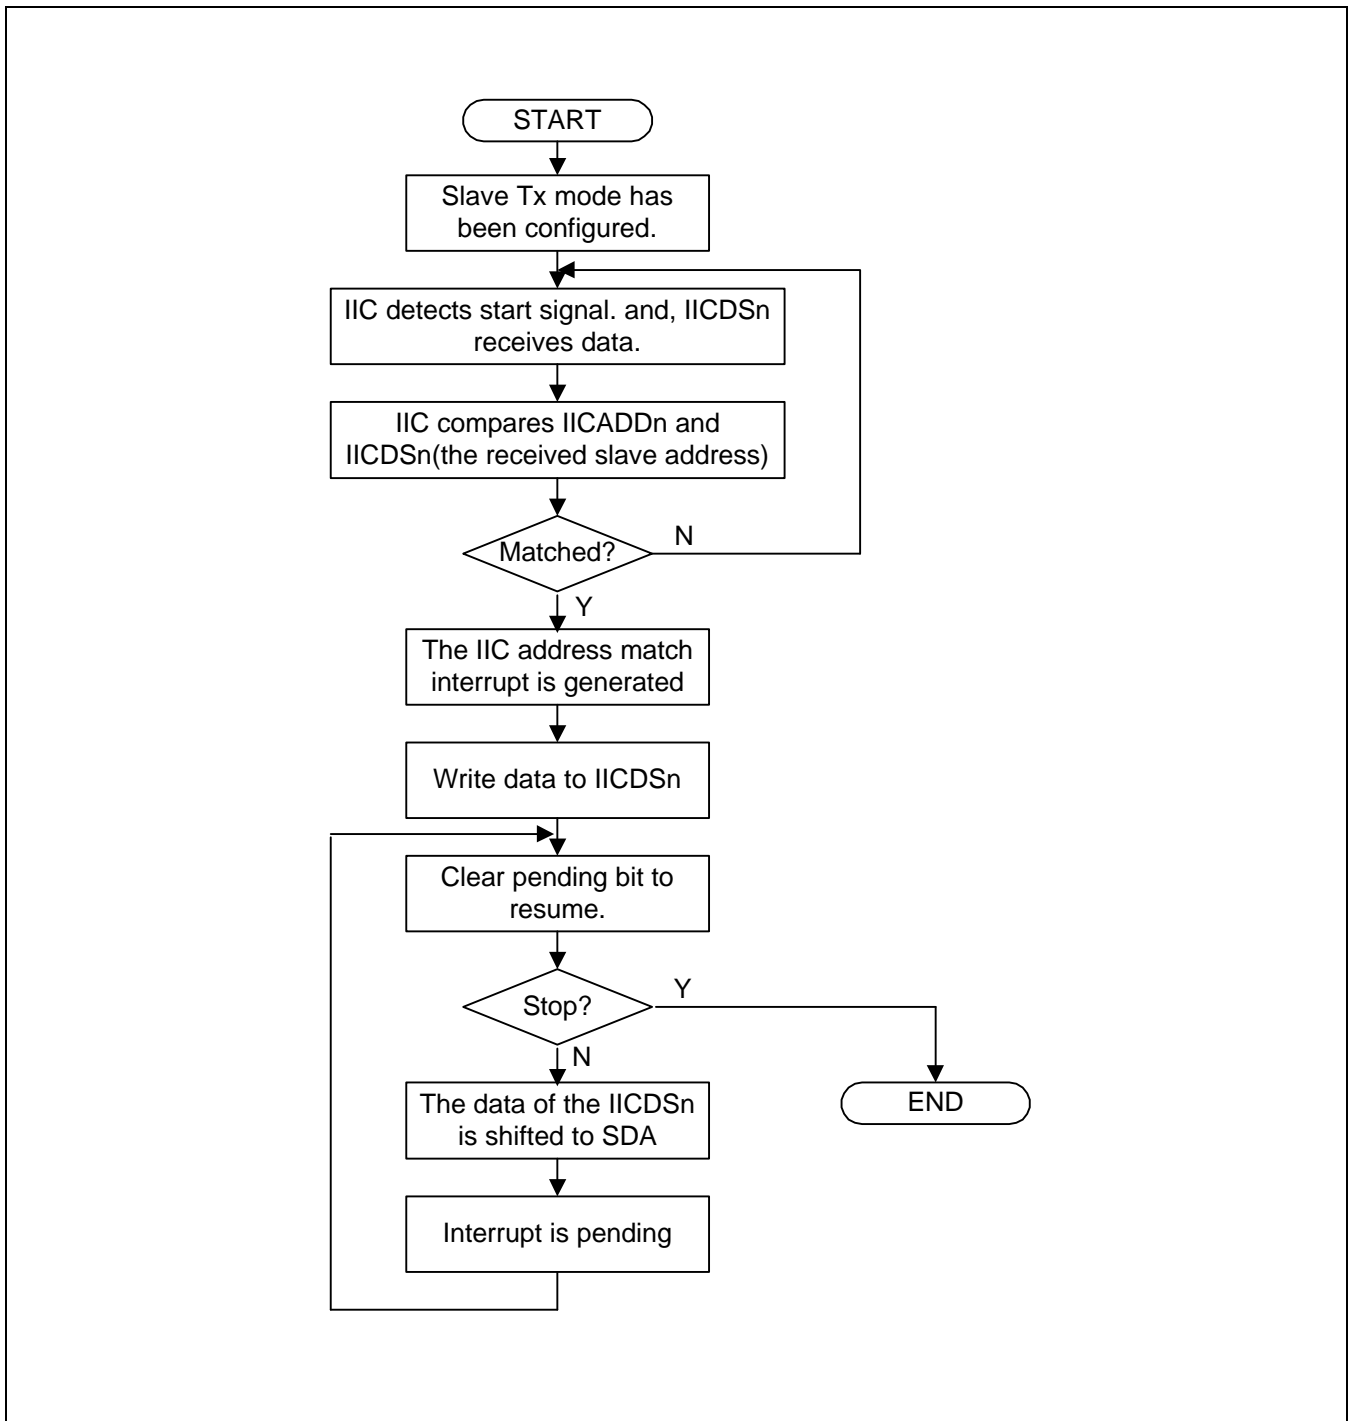 START
Slave Tx mode has
been configured.
IIC detects start signal. and, IICDSn
receives data.
IIC compares IICADDn and
IICDSn(the received slave address)
Matched?
N
Y
The IIC address match
interrupt is generated
Write data to IICDSn
Clear pending bit to
resume.
Stop?
Y
N
The data of the IICDSn
is shifted to SDA
END
Interrupt is pending